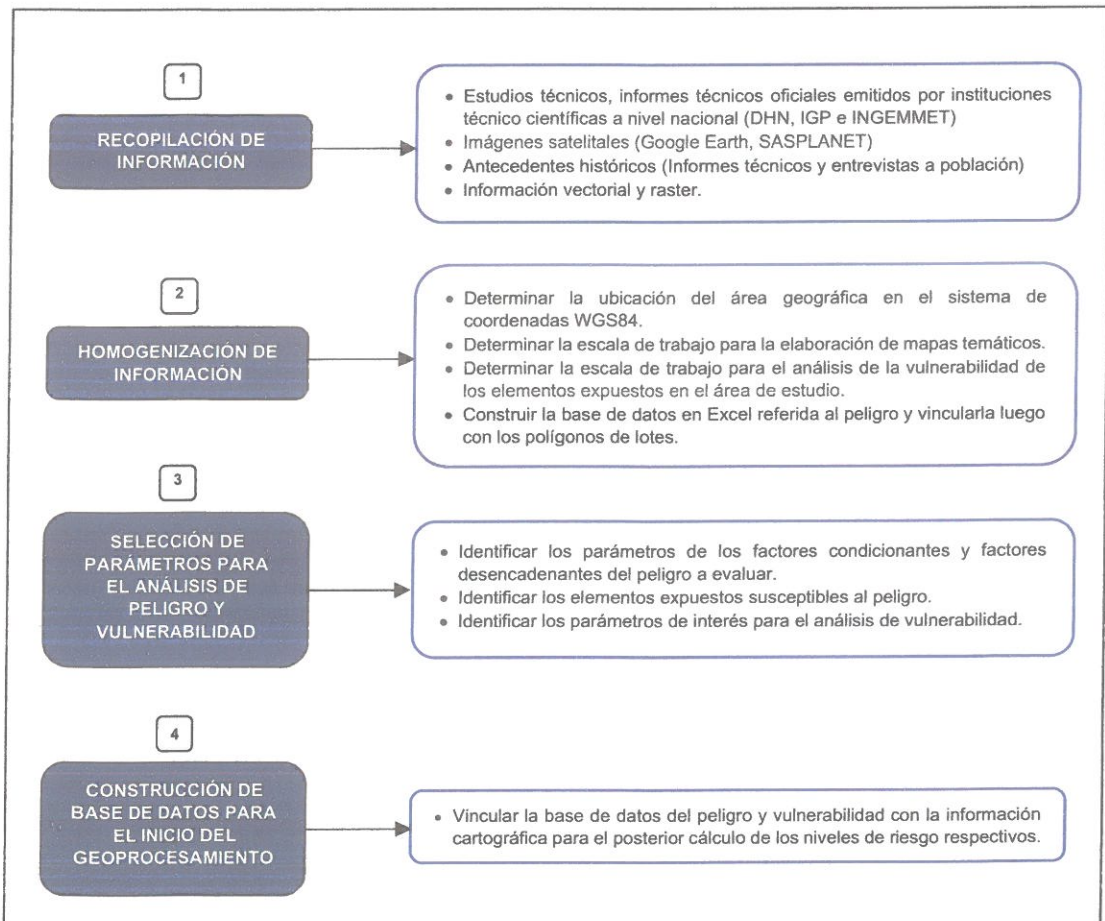 1
RECOPILACIÓN DE
INFORMACIÓN
• Estudios técnicos, informes técnicos oficiales emitidos por instituciones
técnico científicas a nivel nacional (DHN, IGP e INGEMMET)
• Imágenes satelitales (Google Earth, SASPLANET)
• Antecedentes históricos (Informes técnicos y entrevistas a población)
• Información vectorial y raster.
2
HOMOGENIZACIÓN DE
INFORMACIÓN
• Determinar la ubicación del área geográfica en el sistema de
coordenadas WGS84.
• Determinar la escala de trabajo para la elaboración de mapas temáticos.
• Determinar la escala de trabajo para el análisis de la vulnerabilidad de
los elementos expuestos en el área de estudio.
• Construir la base de datos en Excel referida al peligro y vincularla luego
con los polígonos de lotes.
3
SELECCIÓN DE
PARÁMETROS PARA
EL ANÁLISIS DE
PELIGRO Y
VULNERABILIDAD
• Identificar los parámetros de los factores condicionantes y factores
desencadenantes del peligro a evaluar.
• Identificar los elementos expuestos susceptibles al peligro.
• Identificar los parámetros de interés para el análisis de vulnerabilidad.
4
CONSTRUCCIÓN DE
BASE DE DATOS PARA
EL INICIO DEL
GEOPROCESAMIENTO
• Vincular la base de datos del peligro y vulnerabilidad con la información
cartográfica para el posterior cálculo de los niveles de riesgo respectivos.